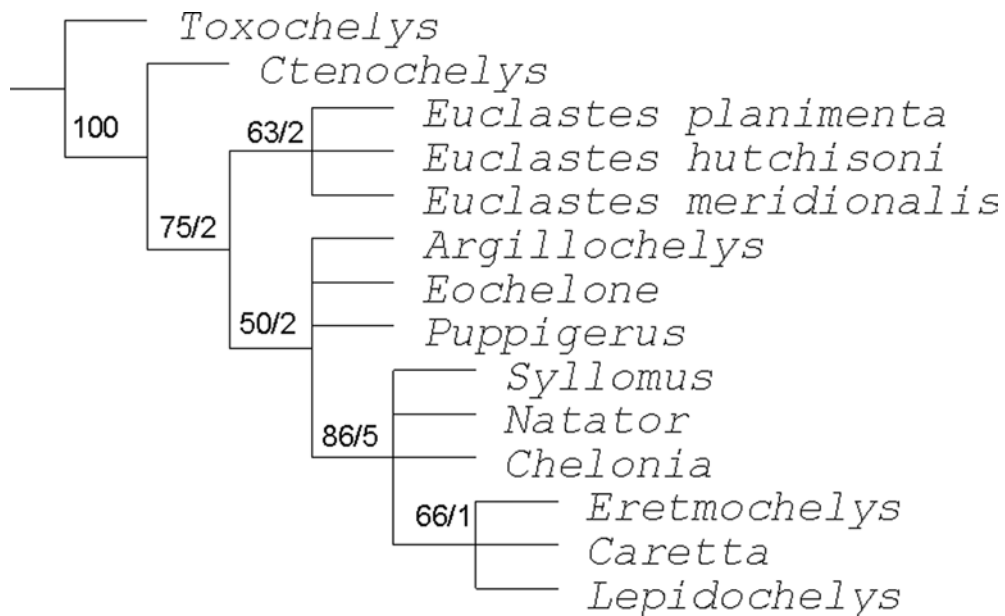 Toxochelys
Ctenochelys
100
63/2
Euclastes planimenta
Euclastes hutchisoni
Euclastes meridionalis
75/2
Argillochelys
Eochelone
50/2
Puppigerus
Syllomus
Natator
86/5
Chelonia
66/1
Eretmochelys
Caretta
Lepidochelys